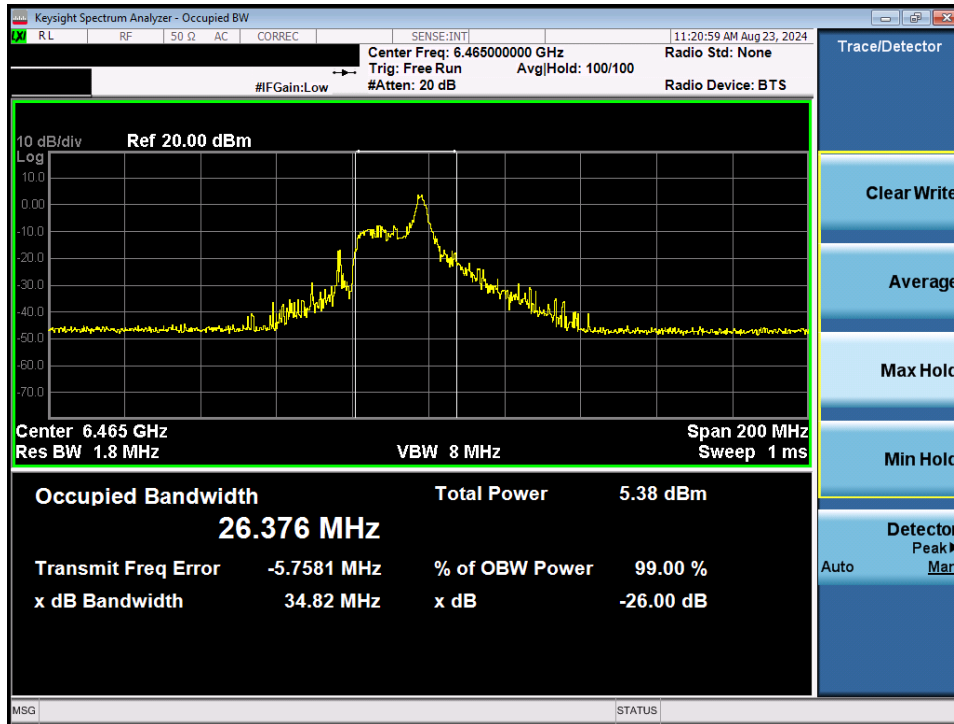 Keysight Spectrum Analyzer - Occupied BW
LXI RL RF 50 Ω AC CORREC SENSE:INT 11:20:59 AM Aug 23, 2024
Center Freq: 6.465000000 GHz Radio Std: None
Trig: Free Run Avg|Hold: 100/100
#IFGain:Low #Atten: 20 dB Radio Device: BTS
10 dB/div Ref 20.00 dBm
Log
10.0
0.00
-10.0
-20.0
-30.0
-40.0
-50.0
-60.0
-70.0
Center 6.465 GHz Span 200 MHz
Res BW 1.8 MHz VBW 8 MHz Sweep 1 ms
Occupied Bandwidth Total Power 5.38 dBm
26.376 MHz
Transmit Freq Error -5.7581 MHz % of OBW Power 99.00 %
x dB Bandwidth 34.82 MHz x dB -26.00 dB
MSG STATUS
Trace/Detector
Clear Write
Average
Max Hold
Min Hold
Detector
Peak
Auto Man